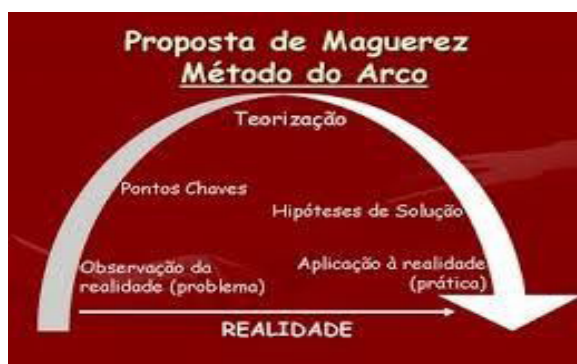 Proposta de Maguerez
Método do Arco
Teorização
Pontos Chaves
Hipóteses de Solução
Observação da
realidade (problema)
Aplicação à realidade
(prática)
REALIDADE